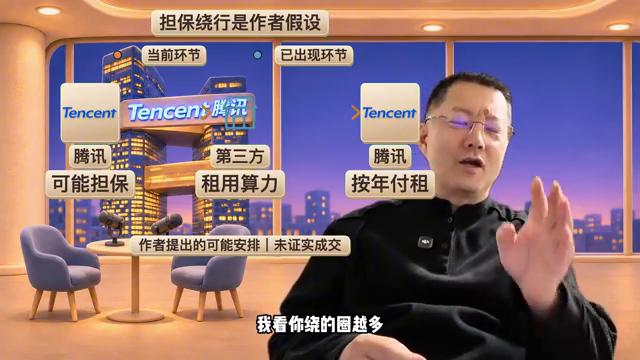 担保绕行是作者假设
当前环节
已出现环节
Tencent
Tencent 腾讯
Tencent
腾讯
第三方
腾讯
可能担保
租用算力
按年付租
作者提出的可能安排|未证实成交
我看你绕的圈越多